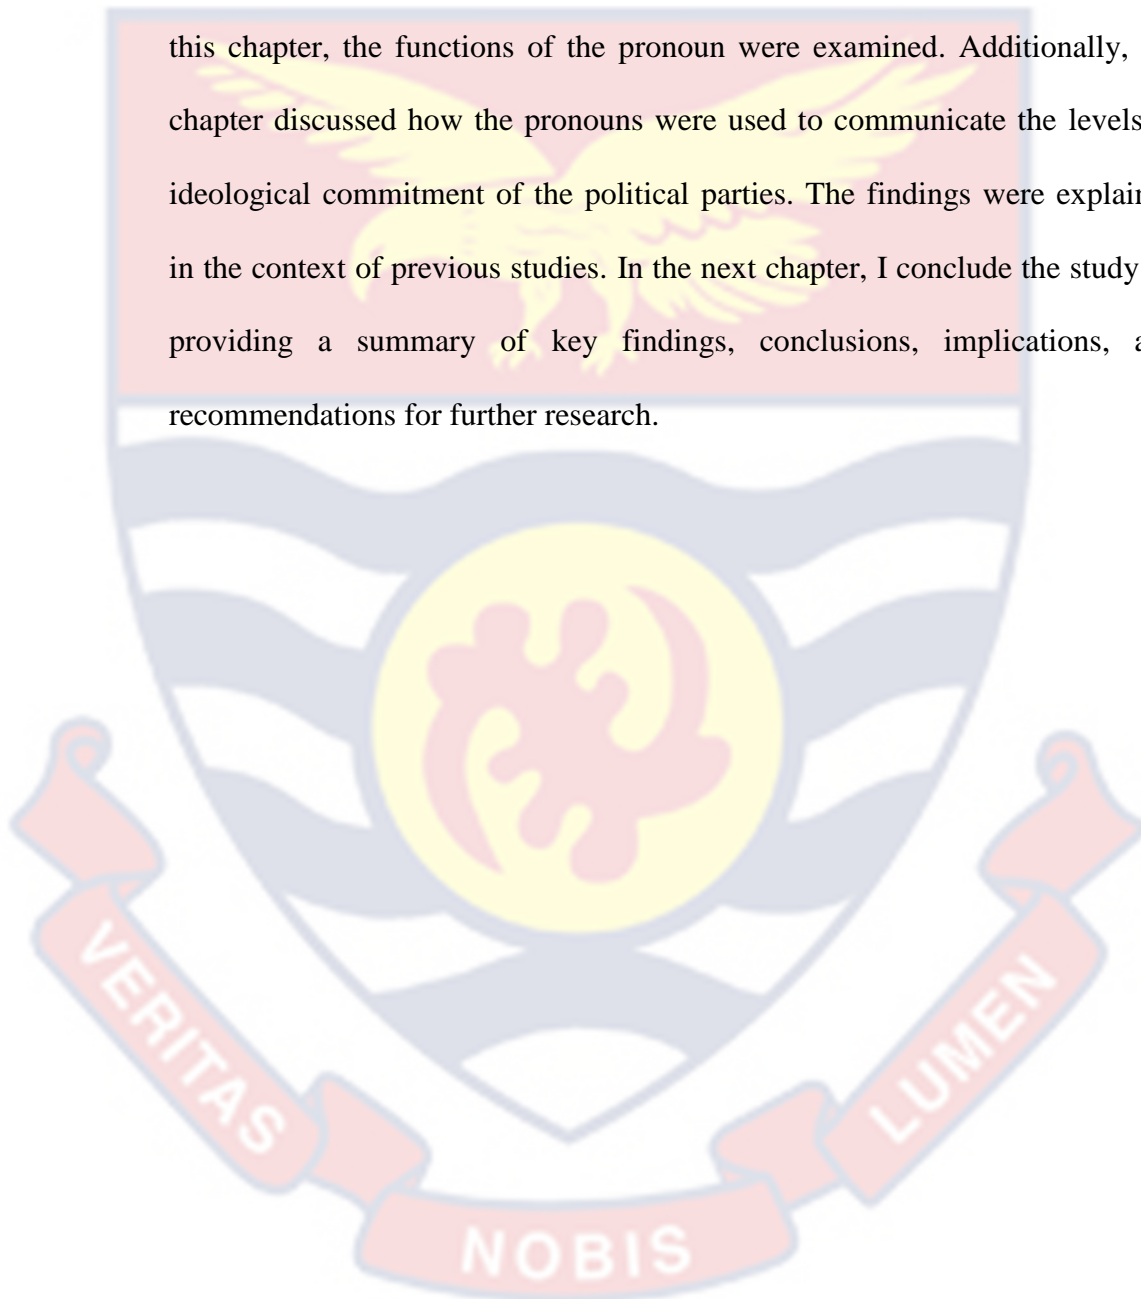 this chapter, the functions of the pronoun were examined. Additionally,
chapter discussed how the pronouns were used to communicate the levels
ideological commitment of the political parties. The findings were explain
in the context of previous studies. In the next chapter, I conclude the study
providing a summary of key findings, conclusions, implications, a
recommendations for further research.
VERITAS
NOBIS
LUMEN